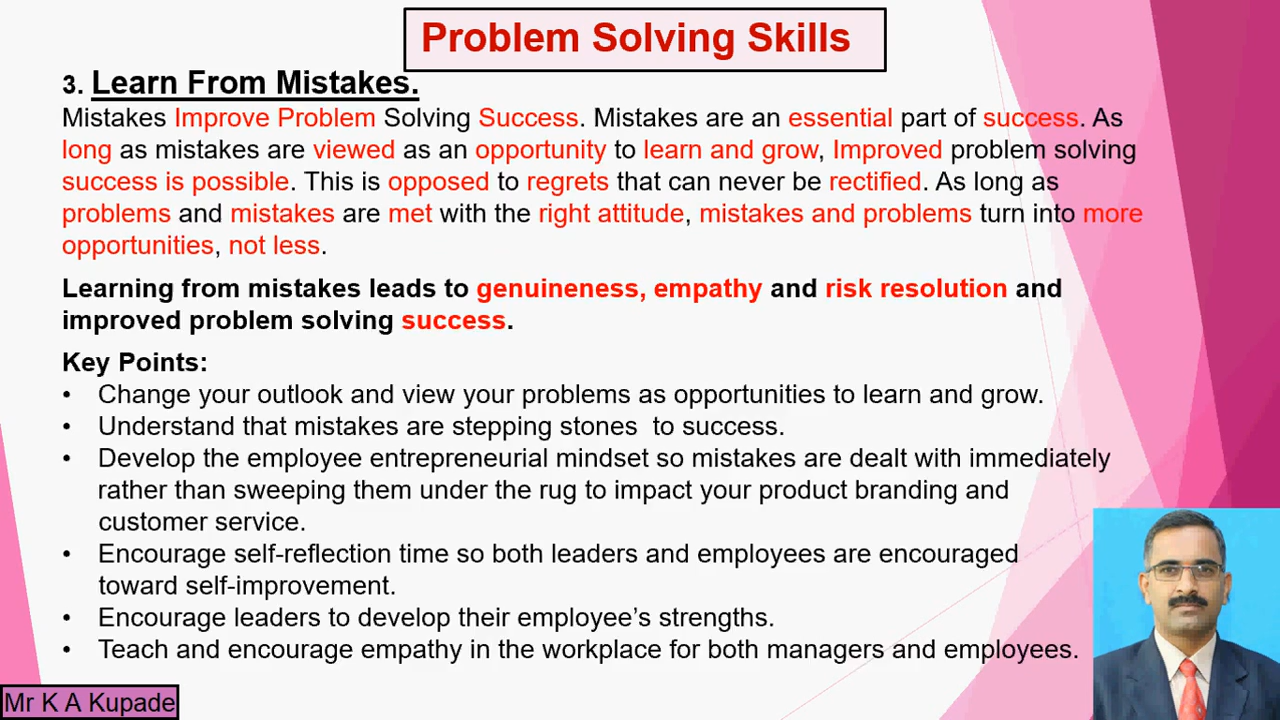 Problem Solving Skills
3. Learn From Mistakes.
Mistakes Improve Problem Solving Success. Mistakes are an essential part of success. As
long as mistakes are viewed as an opportunity to learn and grow, Improved problem solving
success is possible. This is opposed to regrets that can never be rectified. As long as
problems and mistakes are met with the right attitude, mistakes and problems turn into more
opportunities, not less.
Learning from mistakes leads to genuineness, empathy and risk resolution and
improved problem solving success.
Key Points:
• Change your outlook and view your problems as opportunities to learn and grow.
• Understand that mistakes are stepping stones  to success.
• Develop the employee entrepreneurial mindset so mistakes are dealt with immediately
rather than sweeping them under the rug to impact your product branding and
customer service.
• Encourage self-reflection time so both leaders and employees are encouraged
toward self-improvement.
• Encourage leaders to develop their employee’s strengths.
• Teach and encourage empathy in the workplace for both managers and employees.
Mr K A Kupade